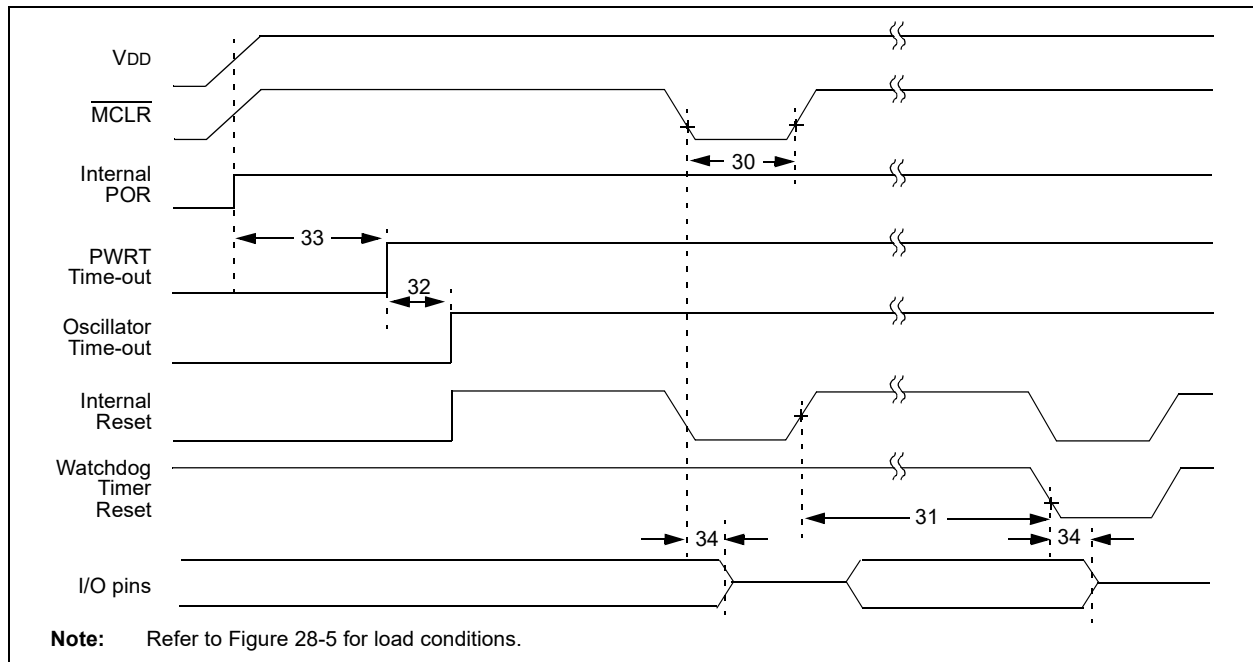 VDD
MCLR
Internal
POR
30
33
PWRT
Time-out
32
Oscillator
Time-out
Internal
Reset
Watchdog
Timer
Reset
31
34
34
I/O pins
Note: Refer to Figure 28-5 for load conditions.